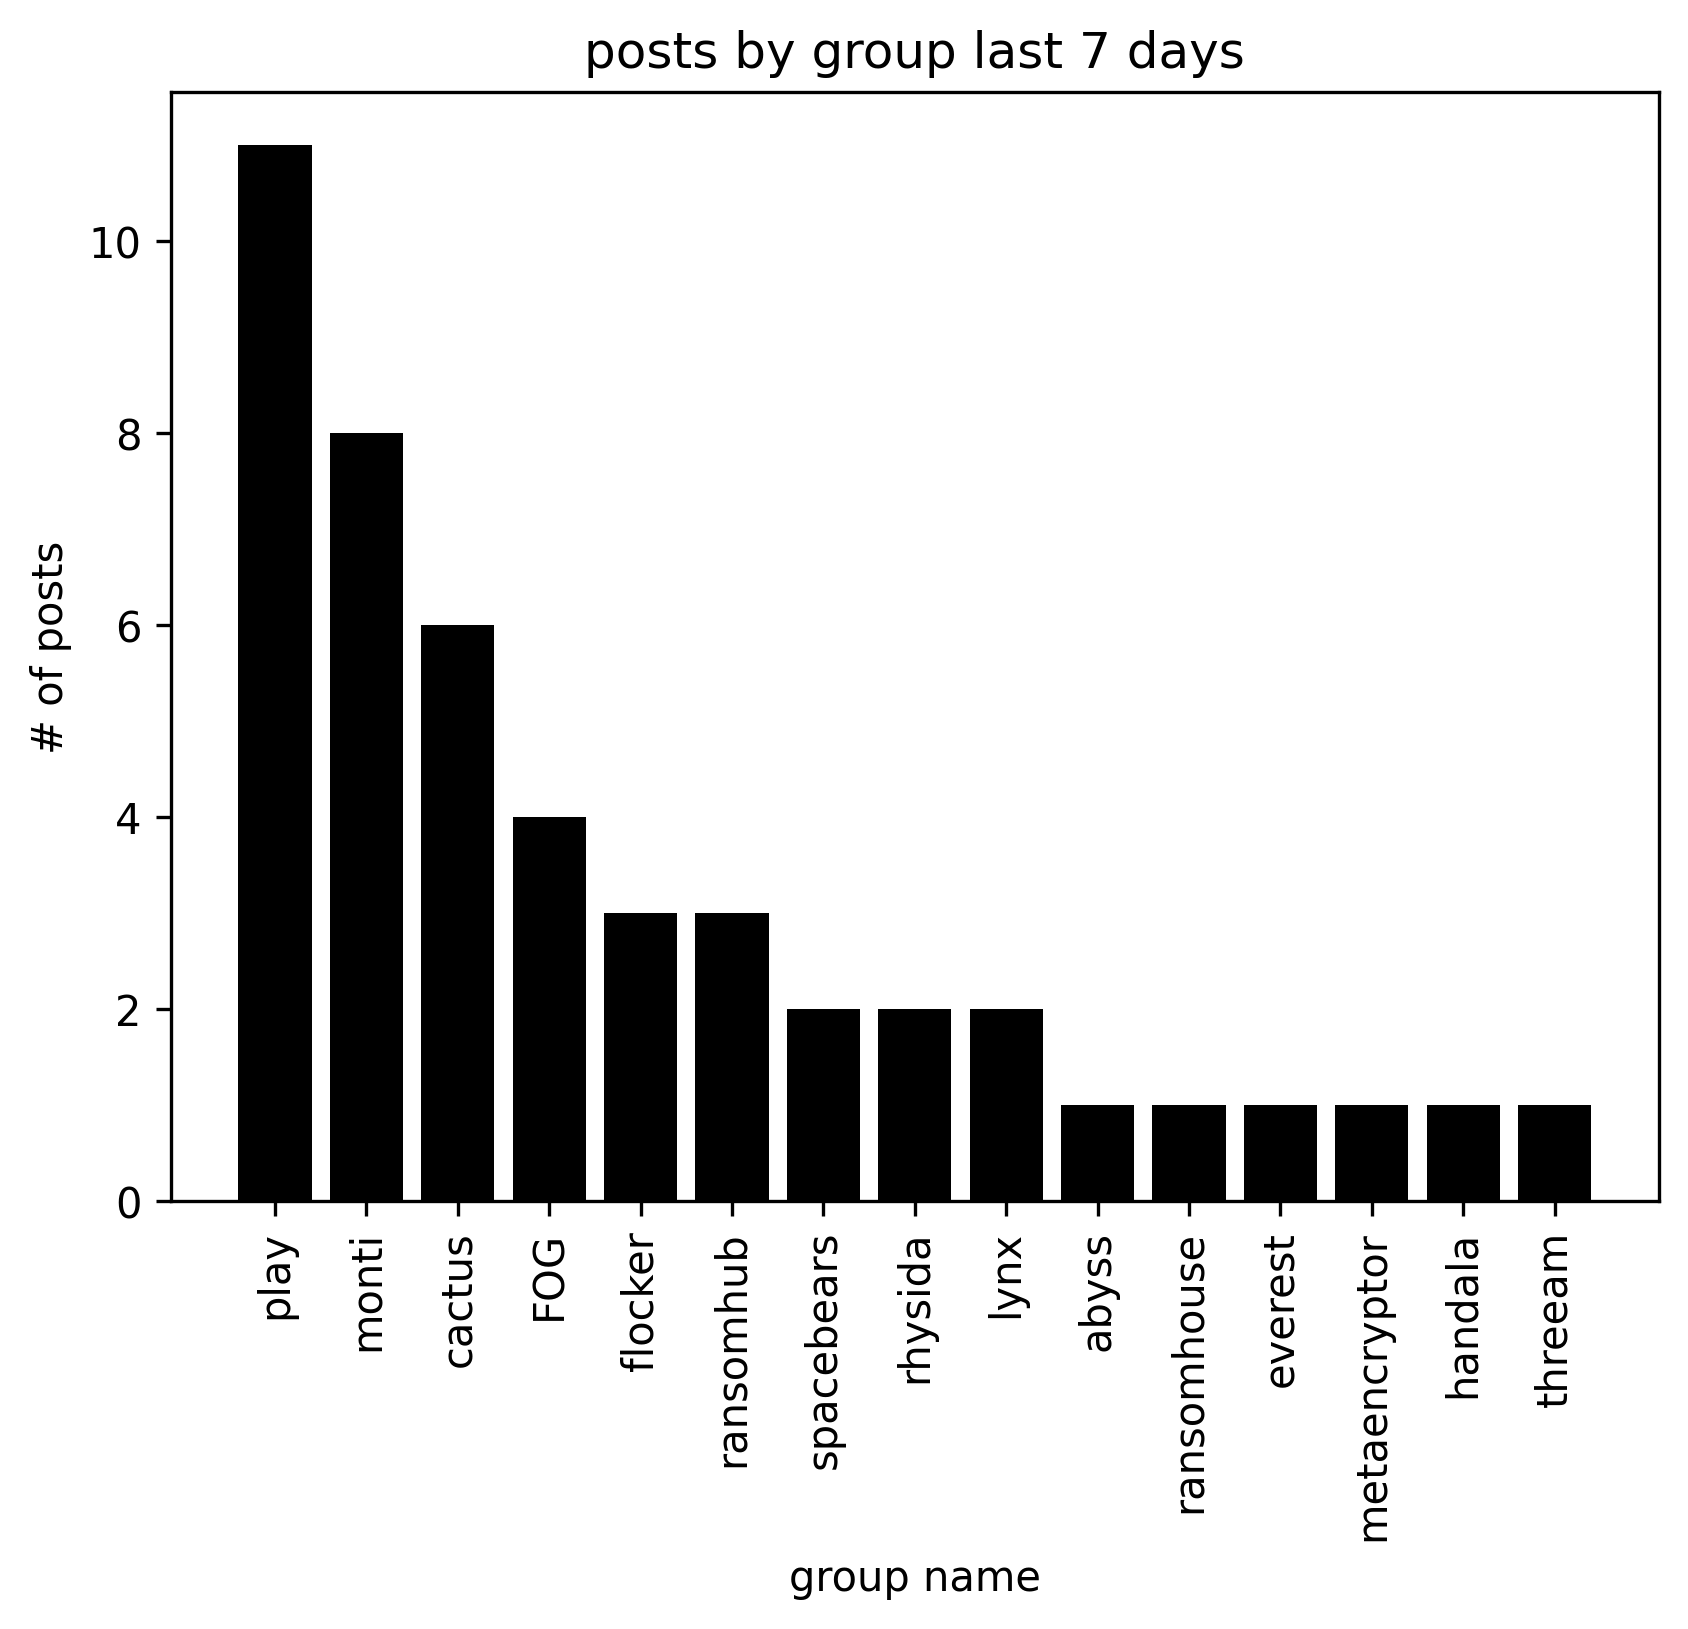 posts by group last 7 days
# of posts
10
8
6
4
2
0
play
monti
cactus
FOG
flocker
ransomhub
spacebears
rhysida
lynx
abyss
ransomhouse
everest
metaencryptor
handala
threeam
group name